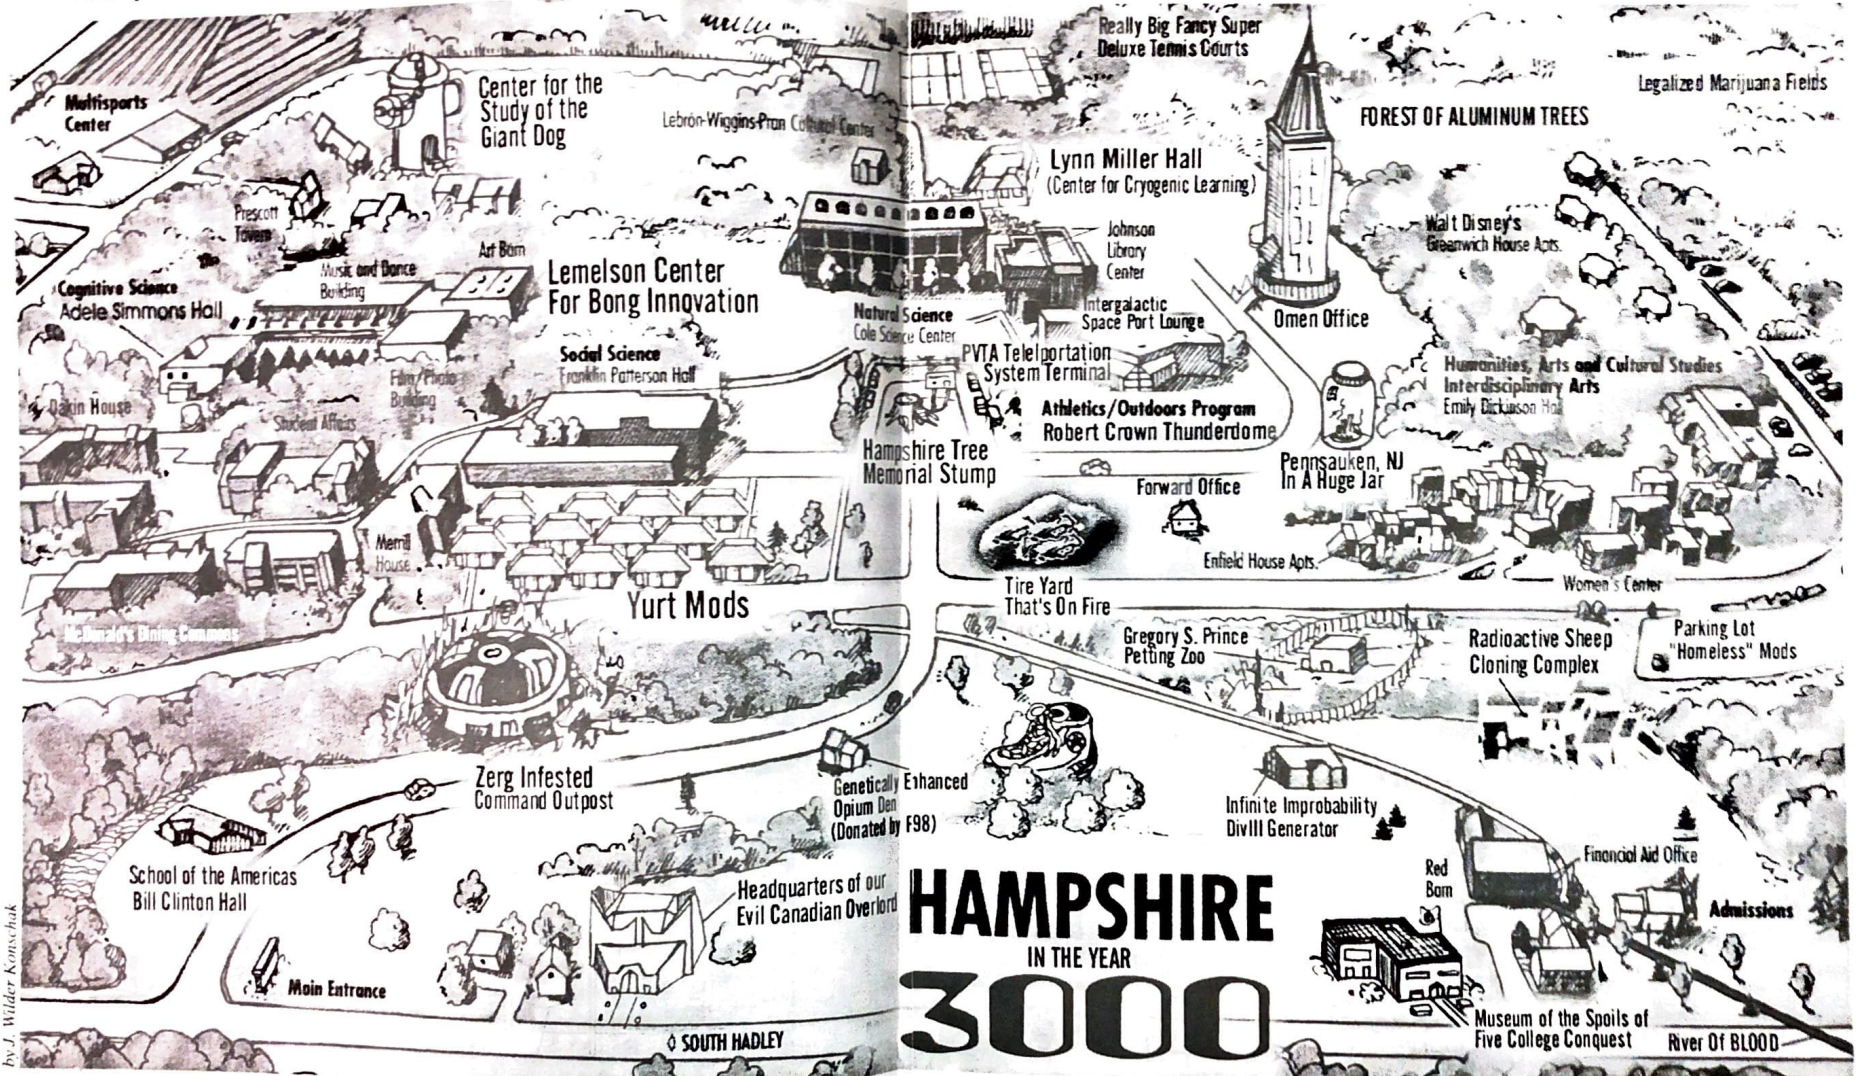 Multisports
Center
Center for the
Study of the
Giant Dog
Lebrón-Wiggins-Pran Cultural Center
Really Big Fancy Super
Deluxe Tennis Courts
Legalized Marijuana Fields
FOREST OF ALUMINUM TREES
Lynn Miller Hall
(Center for Cryogenic Learning)
Prescott
Tavern
Art Barn
Music and Dance
Building
Lemelson Center
For Bong Innovation
Johnson
Library
Center
Walt Disney's
Greenwich House Apts.
Cognitive Science
Adele Simmons Hall
Natural Science
Cole Science Center
Intergalactic
Space Port Lounge
Omen Office
Social Science
Franklin Patterson Hall
PVTA Telelportation
System Terminal
Humanities, Arts and Cultural Studies
Interdisciplinary Arts
Emily Dickinson Hall
Film/Photo
Building
Dakin House
Student Affairs
Athletics/Outdoors Program
Robert Crown Thunderdome
Hampshire Tree
Memorial Stump
Pennsauken, NJ
In A Huge Jar
Forward Office
Merrill
House
Enfield House Apts.
Women's Center
Yurt Mods
Tire Yard
That's On Fire
McDonald's Dining Commons
Gregory S. Prince
Petting Zoo
Radioactive Sheep
Cloning Complex
Parking Lot
"Homeless" Mods
Zerg Infested
Command Outpost
Genetically Enhanced
Opium Den
(Donated by F98)
Infinite Improbability
DivIII Generator
School of the Americas
Bill Clinton Hall
Headquarters of our
Evil Canadian Overlord
Red
Barn
Financial Aid Office
Admissions
HAMPSHIRE
IN THE YEAR
3000
Main Entrance
◊ SOUTH HADLEY
Museum of the Spoils of
Five College Conquest
River Of BLOOD
by J. Wilder Konschak